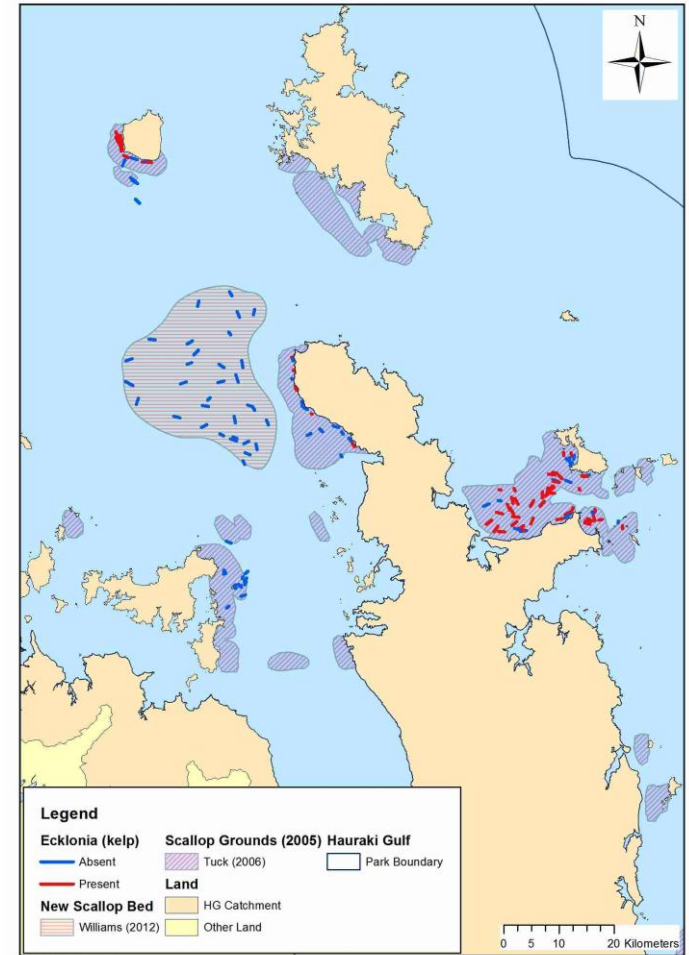 N
Legend
Ecklonia (kelp) Scallop Grounds (2005) Hauraki Gulf
Absent Tuck (2006) Park Boundary
Present Land
New Scallop Bed HG Catchment
Williams (2012) Other Land
0 5 10 20 Kilometers